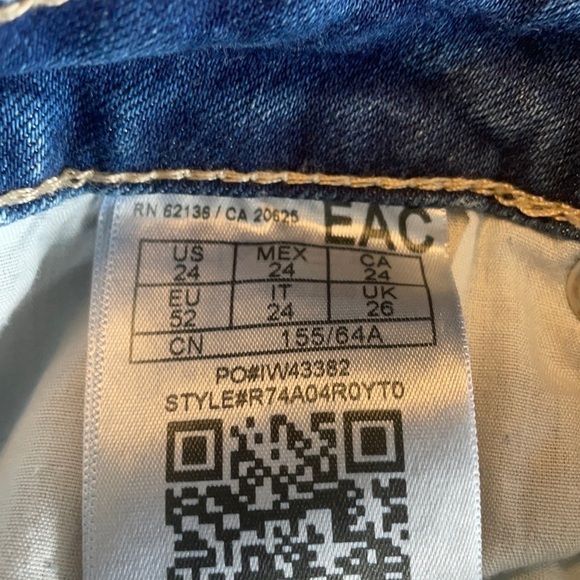 RN 62136 / CA 20625 EAC
US 24 MEX 24 CA 24
EU 52 IT 24 UK 26
CN 155/64A
PO#IW43382
STYLE#R74A04R0YT0